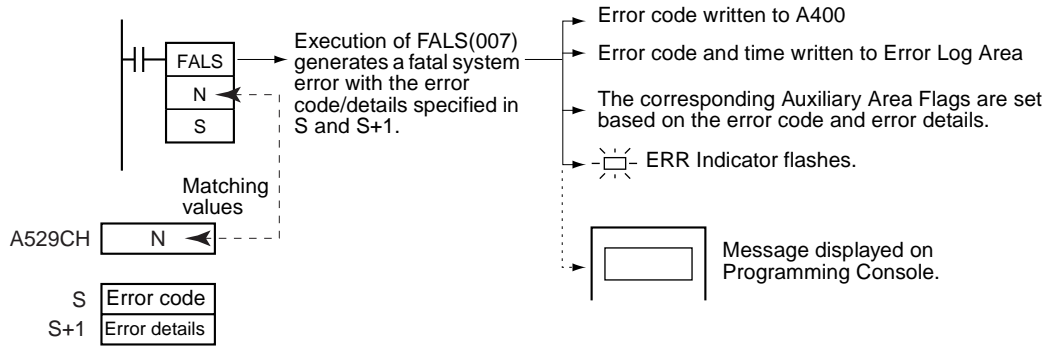 FALS
N
S
Execution of FALS(007)
generates a fatal system
error with the error
code/details specified in
S and S+1.
Error code written to A400
Error code and time written to Error Log Area
The corresponding Auxiliary Area Flags are set
based on the error code and error details.
ERR Indicator flashes.
Message displayed on
Programming Console.
Matching
values
A529CH N
S Error code
S+1 Error details